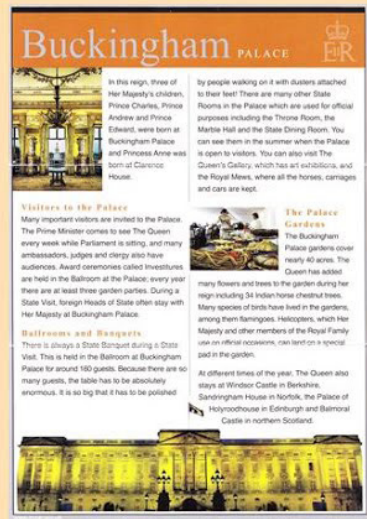 Buckingham PALACE
EIIR
In this reign, three of
Her Majesty's children,
Prince Charles, Prince
Andrew and Prince
Edward, were born at
Buckingham Palace
and Princess Anne was
born at Clarence
House.
Visitors to the Palace
Many important visitors are invited to the Palace.
The Prime Minister comes to see The Queen
every week while Parliament is sitting, and many
ambassadors, judges and clergy also have
audiences. Award ceremonies called Investitures
are held in the Ballroom at the Palace; every year
there are at least three garden parties. During a
State Visit, foreign Heads of State often stay with
Her Majesty at Buckingham Palace.
Ballrooms and Banquets
There is always a State Banquet during a State
Visit. This is held in the Ballroom at Buckingham
Palace for around 160 guests. Because there are so
many guests, the table has to be absolutely
enormous. It is so big that it has to be polished
by people walking on it with dusters attached
to their feet! There are many other State
Rooms in the Palace which are used for official
purposes including the Throne Room, the
Marble Hall and the State Dining Room. You
can see them in the summer when the Palace
is open to visitors. You can also visit The
Queen's Gallery, which has art exhibitions, and
the Royal Mews, where all the horses, carriages
and cars are kept.
The Palace
Gardens
The Buckingham
Palace gardens cover
nearly 40 acres. The
Queen has added
many flowers and trees to the garden during her
reign including 34 Indian horse chestnut trees.
Many species of birds have lived in the gardens,
among them flamingoes. Helicopters, which Her
Majesty and other members of the Royal Family
use on official occasions, can land on a special
pad in the garden.
At different times of the year, The Queen also
stays at Windsor Castle in Berkshire,
Sandringham House in Norfolk, the Palace of
Holyroodhouse in Edinburgh and Balmoral
Castle in northern Scotland.